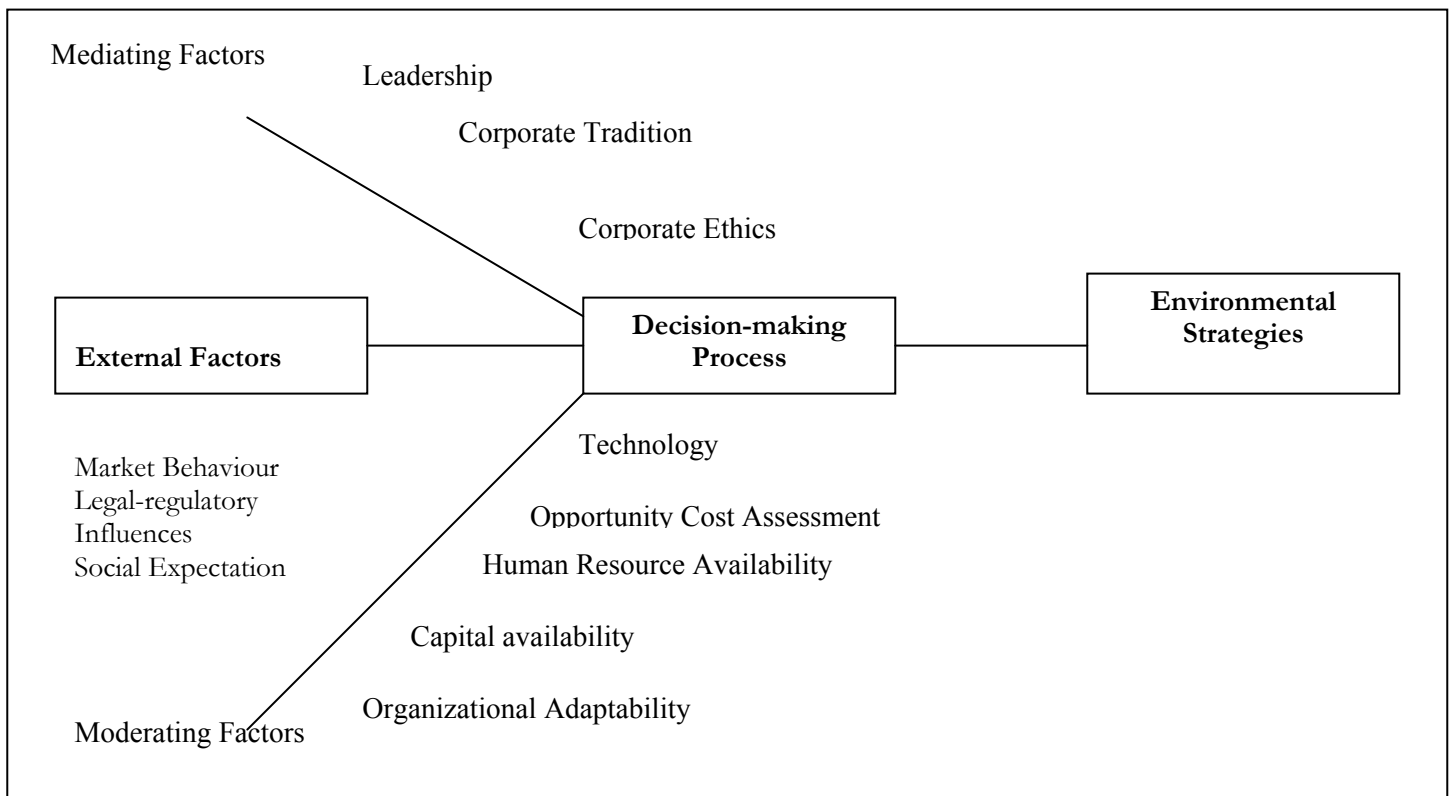 Mediating Factors
Leadership
Corporate Tradition
Corporate Ethics
External Factors
Decision-making
Process
Environmental
Strategies
Market Behaviour
Legal-regulatory
Influences
Social Expectation
Technology
Opportunity Cost Assessment
Human Resource Availability
Capital availability
Organizational Adaptability
Moderating Factors